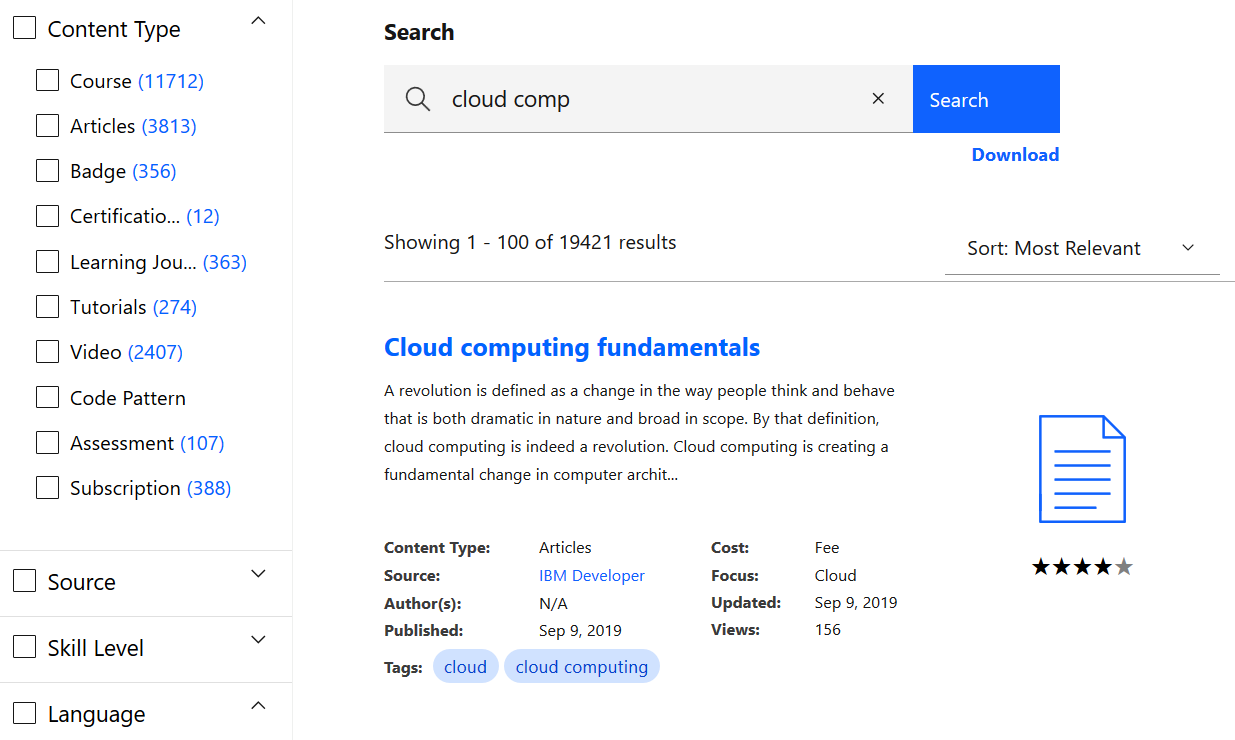 Content Type
Course (11712)
Articles (3813)
Badge (356)
Certificatio... (12)
Learning Jou... (363)
Tutorials (274)
Video (2407)
Code Pattern
Assessment (107)
Subscription (388)
Source
Skill Level
Language
Search
cloud comp
Search
Download
Showing 1 - 100 of 19421 results
Sort: Most Relevant
Cloud computing fundamentals
A revolution is defined as a change in the way people think and behave
that is both dramatic in nature and broad in scope. By that definition,
cloud computing is indeed a revolution. Cloud computing is creating a
fundamental change in computer archit...
Content Type: Articles
Source: IBM Developer
Author(s): N/A
Published: Sep 9, 2019
Cost: Fee
Focus: Cloud
Updated: Sep 9, 2019
Views: 156
Tags: cloud cloud computing